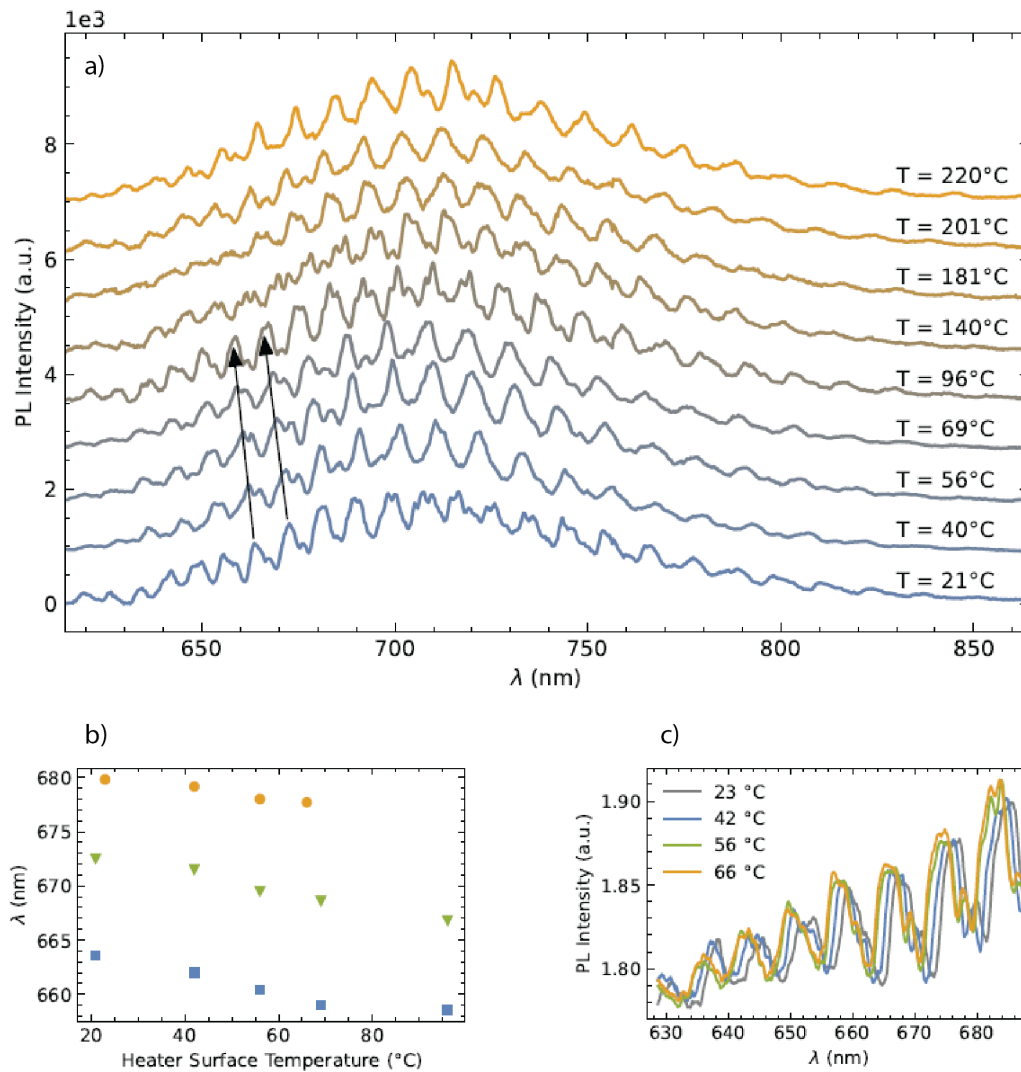 1e3
a)
8
6
4
2
0
PL Intensity (a.u.)
T = 220°C
T = 201°C
T = 181°C
T = 140°C
T = 96°C
T = 69°C
T = 56°C
T = 40°C
T = 21°C
650 700 750 800 850
λ (nm)
b)
680
675
670
665
660
λ (nm)
20 40 60 80
Heater Surface Temperature (°C)
c)
1.90
1.85
1.80
PL Intensity (a.u.)
23 °C
42 °C
56 °C
66 °C
630 640 650 660 670 680
λ (nm)